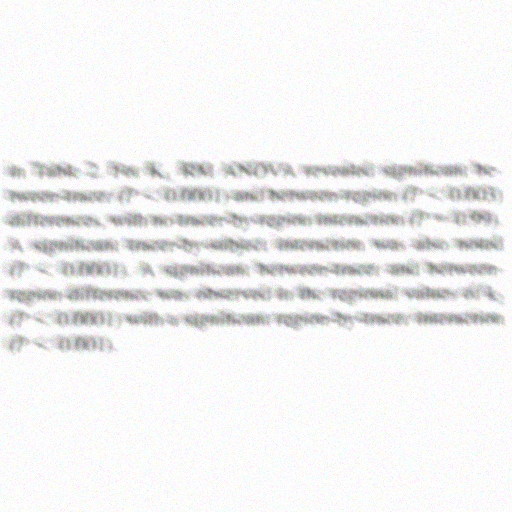 in Table 2. For K, RM ANOVA revealed significant be-
tween-tracer (P < 0.0001) and between-region (P < 0.003)
differences, with no tracer-by-region interaction (P = 0.99).
A significant tracer-by-subject interaction was also noted
(P < 0.0001). A significant between-tracer and between-
region difference was observed in the regional values of k,
(P < 0.0001) with a significant region-by-tracer interaction
(P < 0.001).